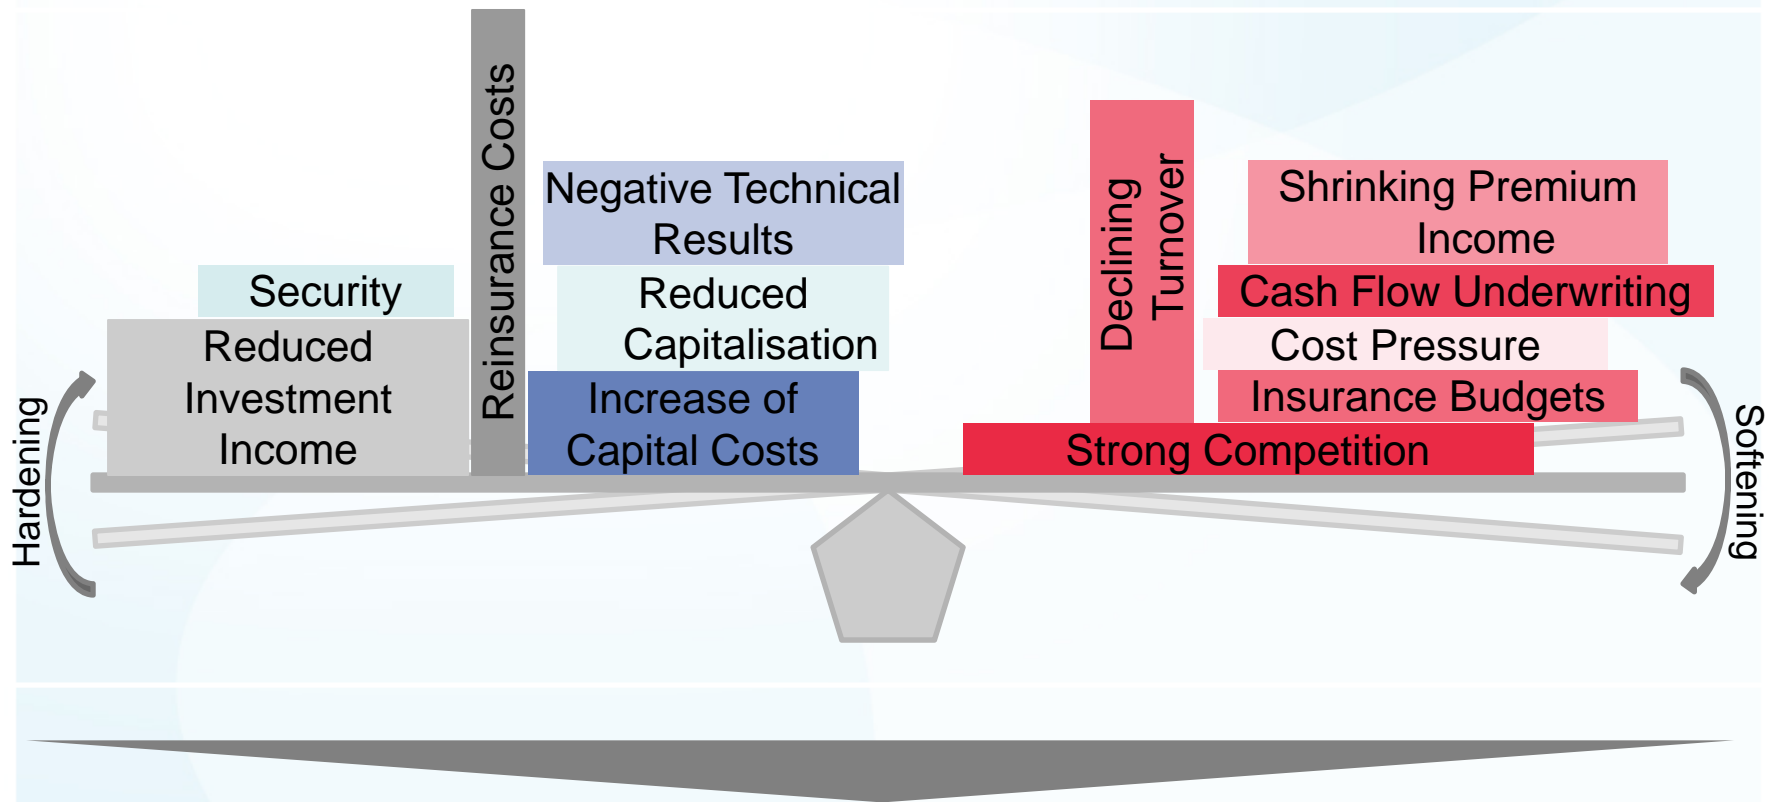 Hardening
Security
Reduced
Investment
Income
Reinsurance Costs
Negative Technical
Results
Reduced
Capitalisation
Increase of
Capital Costs
Declining
Turnover
Shrinking Premium
Income
Cash Flow Underwriting
Cost Pressure
Insurance Budgets
Strong Competition
Softening